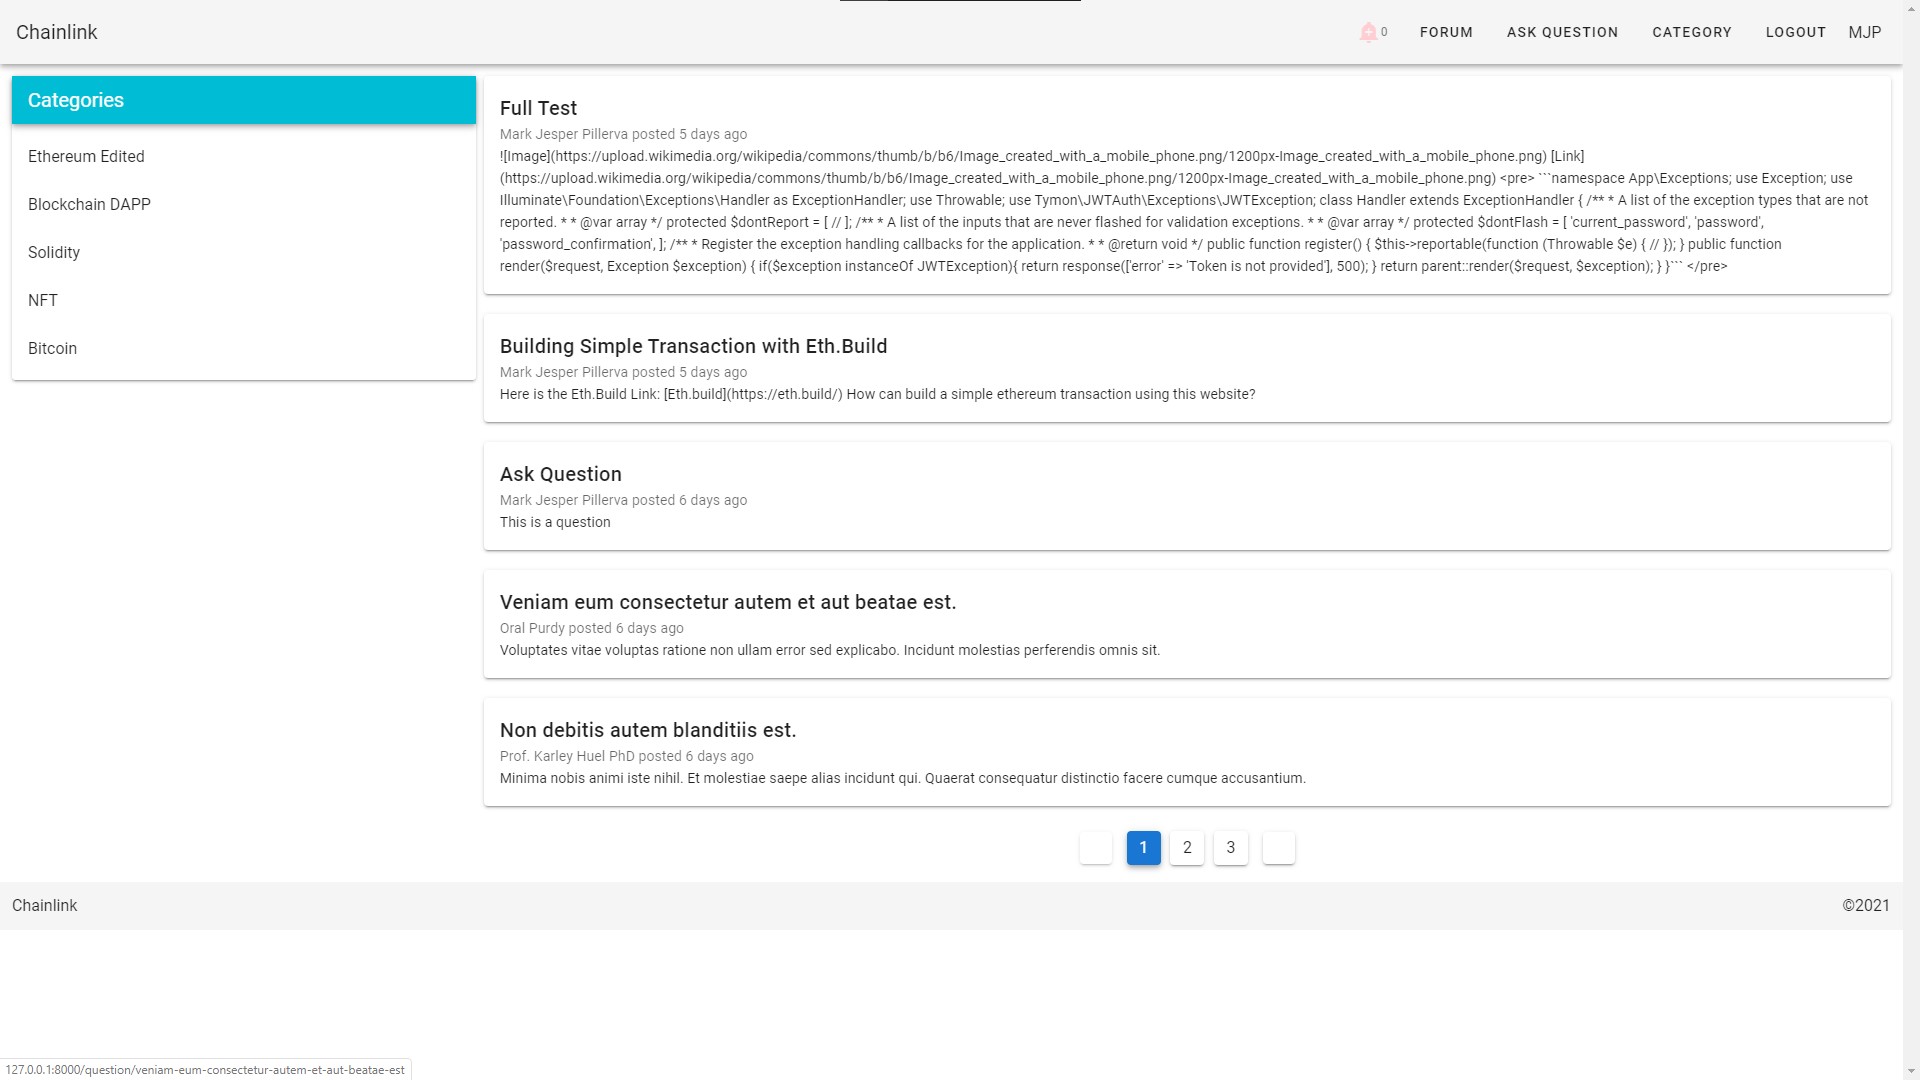 Chainlink
0 FORUM ASK QUESTION CATEGORY LOGOUT MJP
Categories
Ethereum Edited
Blockchain DAPP
Solidity
NFT
Bitcoin
Full Test
Mark Jesper Pillerva posted 5 days ago
![Image](https://upload.wikimedia.org/wikipedia/commons/thumb/b/b6/Image_created_with_a_mobile_phone.png/1200px-Image_created_with_a_mobile_phone.png) [Link]
(https://upload.wikimedia.org/wikipedia/commons/thumb/b/b6/Image_created_with_a_mobile_phone.png/1200px-Image_created_with_a_mobile_phone.png) <pre> ```namespace App\Exceptions; use Exception; use
Illuminate\Foundation\Exceptions\Handler as ExceptionHandler; use Throwable; use Tymon\JWTAuth\Exceptions\JWTException; class Handler extends ExceptionHandler { /** * A list of the exception types that are not
reported. * * @var array */ protected $dontReport = [ // ]; /** * A list of the inputs that are never flashed for validation exceptions. * * @var array */ protected $dontFlash = [ 'current_password', 'password',
'password_confirmation', ]; /** * Register the exception handling callbacks for the application. * * @return void */ public function register() { $this->reportable(function (Throwable $e) { // }); } public function
render($request, Exception $exception) { if($exception instanceOf JWTException){ return response(['error' => 'Token is not provided'], 500); } return parent::render($request, $exception); } }``` </pre>
Building Simple Transaction with Eth.Build
Mark Jesper Pillerva posted 5 days ago
Here is the Eth.Build Link: [Eth.build](https://eth.build/) How can build a simple ethereum transaction using this website?
Ask Question
Mark Jesper Pillerva posted 6 days ago
This is a question
Veniam eum consectetur autem et aut beatae est.
Oral Purdy posted 6 days ago
Voluptates vitae voluptas ratione non ullam error sed explicabo. Incidunt molestias perferendis omnis sit.
Non debitis autem blanditiis est.
Prof. Karley Huel PhD posted 6 days ago
Minima nobis animi iste nihil. Et molestiae saepe alias incidunt qui. Quaerat consequatur distinctio facere cumque accusantium.
1 2 3
Chainlink ©2021
127.0.0.1:8000/question/veniam-eum-consectetur-autem-et-aut-beatae-est